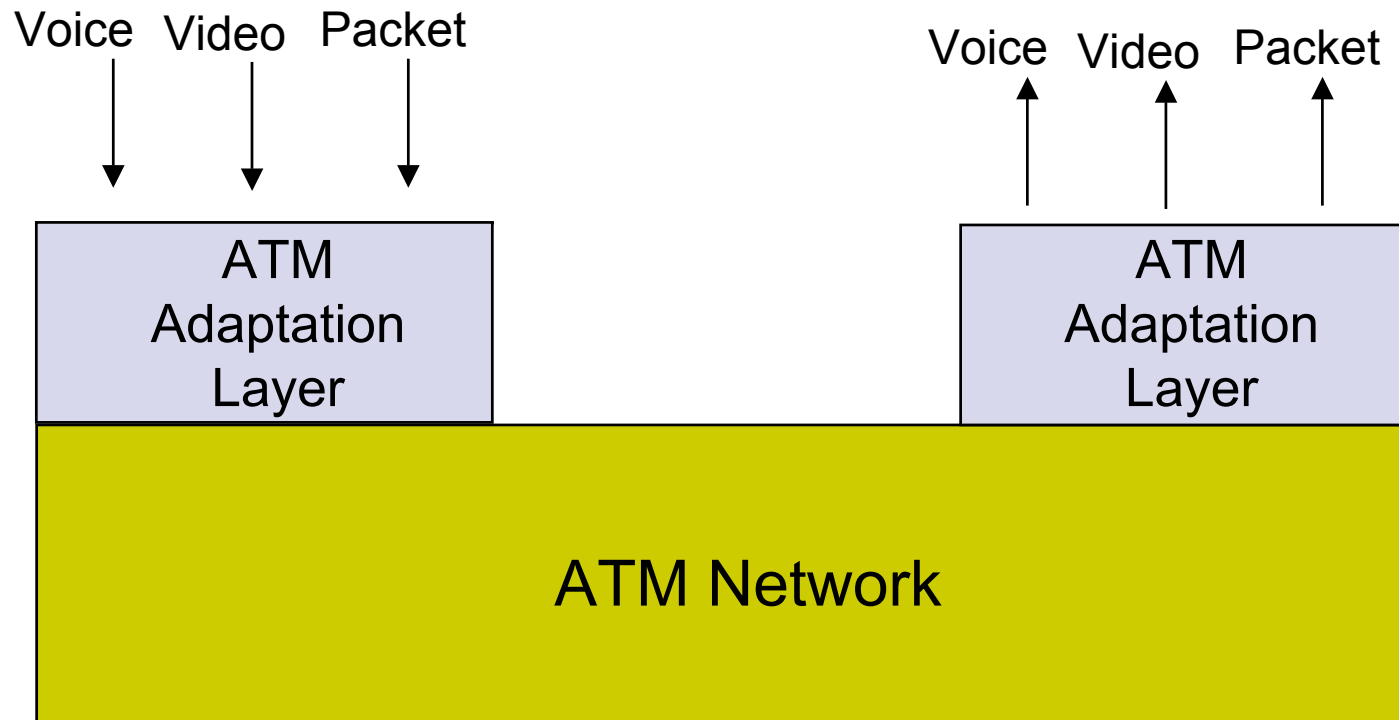 Voice Video Packet
Voice Video Packet
ATM
Adaptation
Layer
ATM
Adaptation
Layer
ATM Network